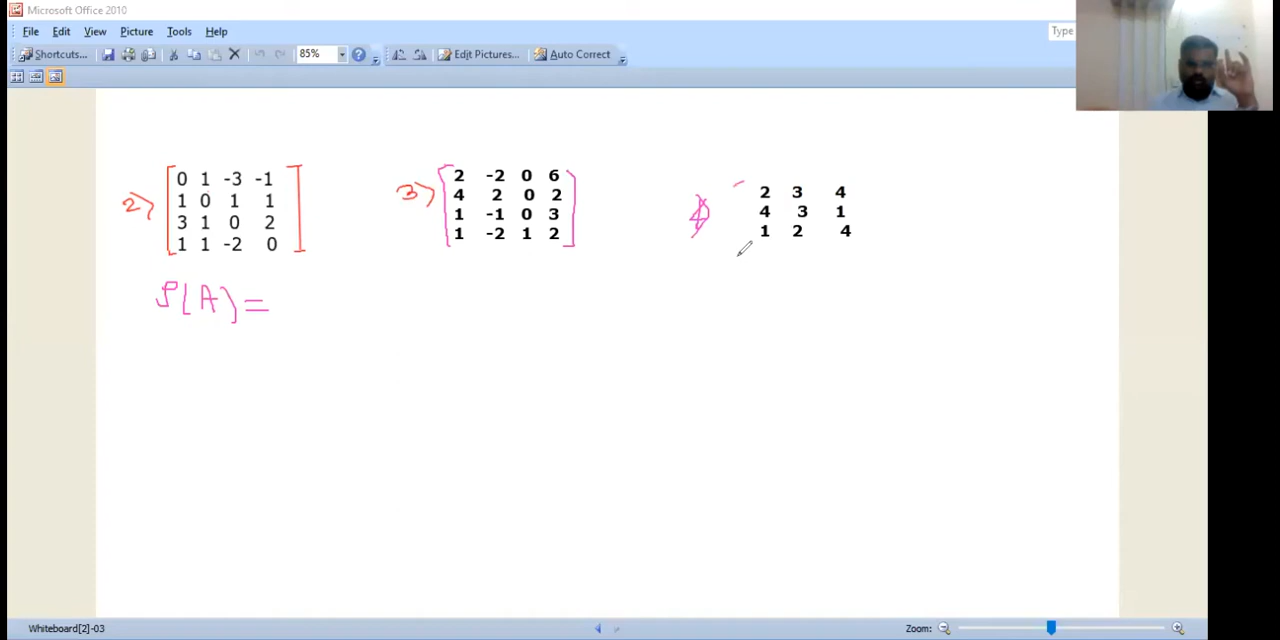 Microsoft Office 2010
File Edit View Picture Tools Help
Type
Shortcuts... 85% Edit Pictures... Auto Correct
2) 0 1 -3 -1
1 0 1 1
3 1 0 2
1 1 -2 0
3) 2 -2 0 6
4 2 0 2
1 -1 0 3
1 -2 1 2
2 3 4
4 3 1
1 2 4
ρ(A) =
Whiteboard[2]-03 Zoom: